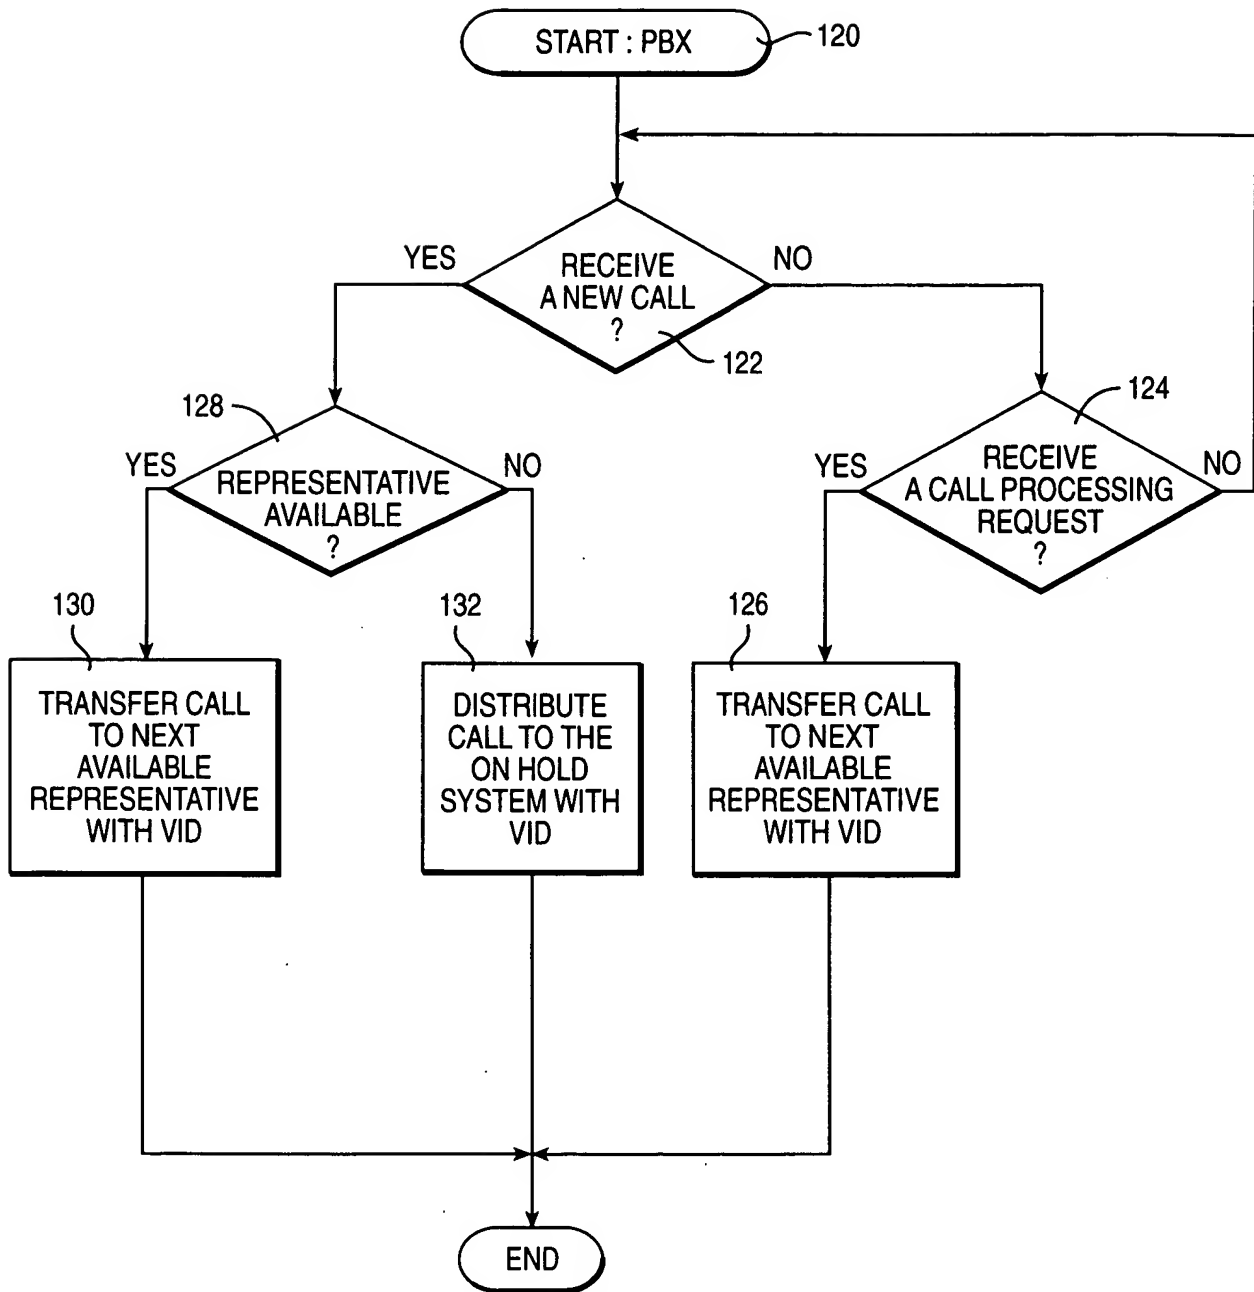 START : PBX
120
YES
RECEIVE
A NEW CALL
?
NO
122
128
YES
REPRESENTATIVE
AVAILABLE
?
NO
124
YES
RECEIVE
A CALL PROCESSING
REQUEST
?
NO
130
TRANSFER CALL
TO NEXT
AVAILABLE
REPRESENTATIVE
WITH VID
132
DISTRIBUTE
CALL TO THE
ON HOLD
SYSTEM WITH
VID
126
TRANSFER CALL
TO NEXT
AVAILABLE
REPRESENTATIVE
WITH VID
END